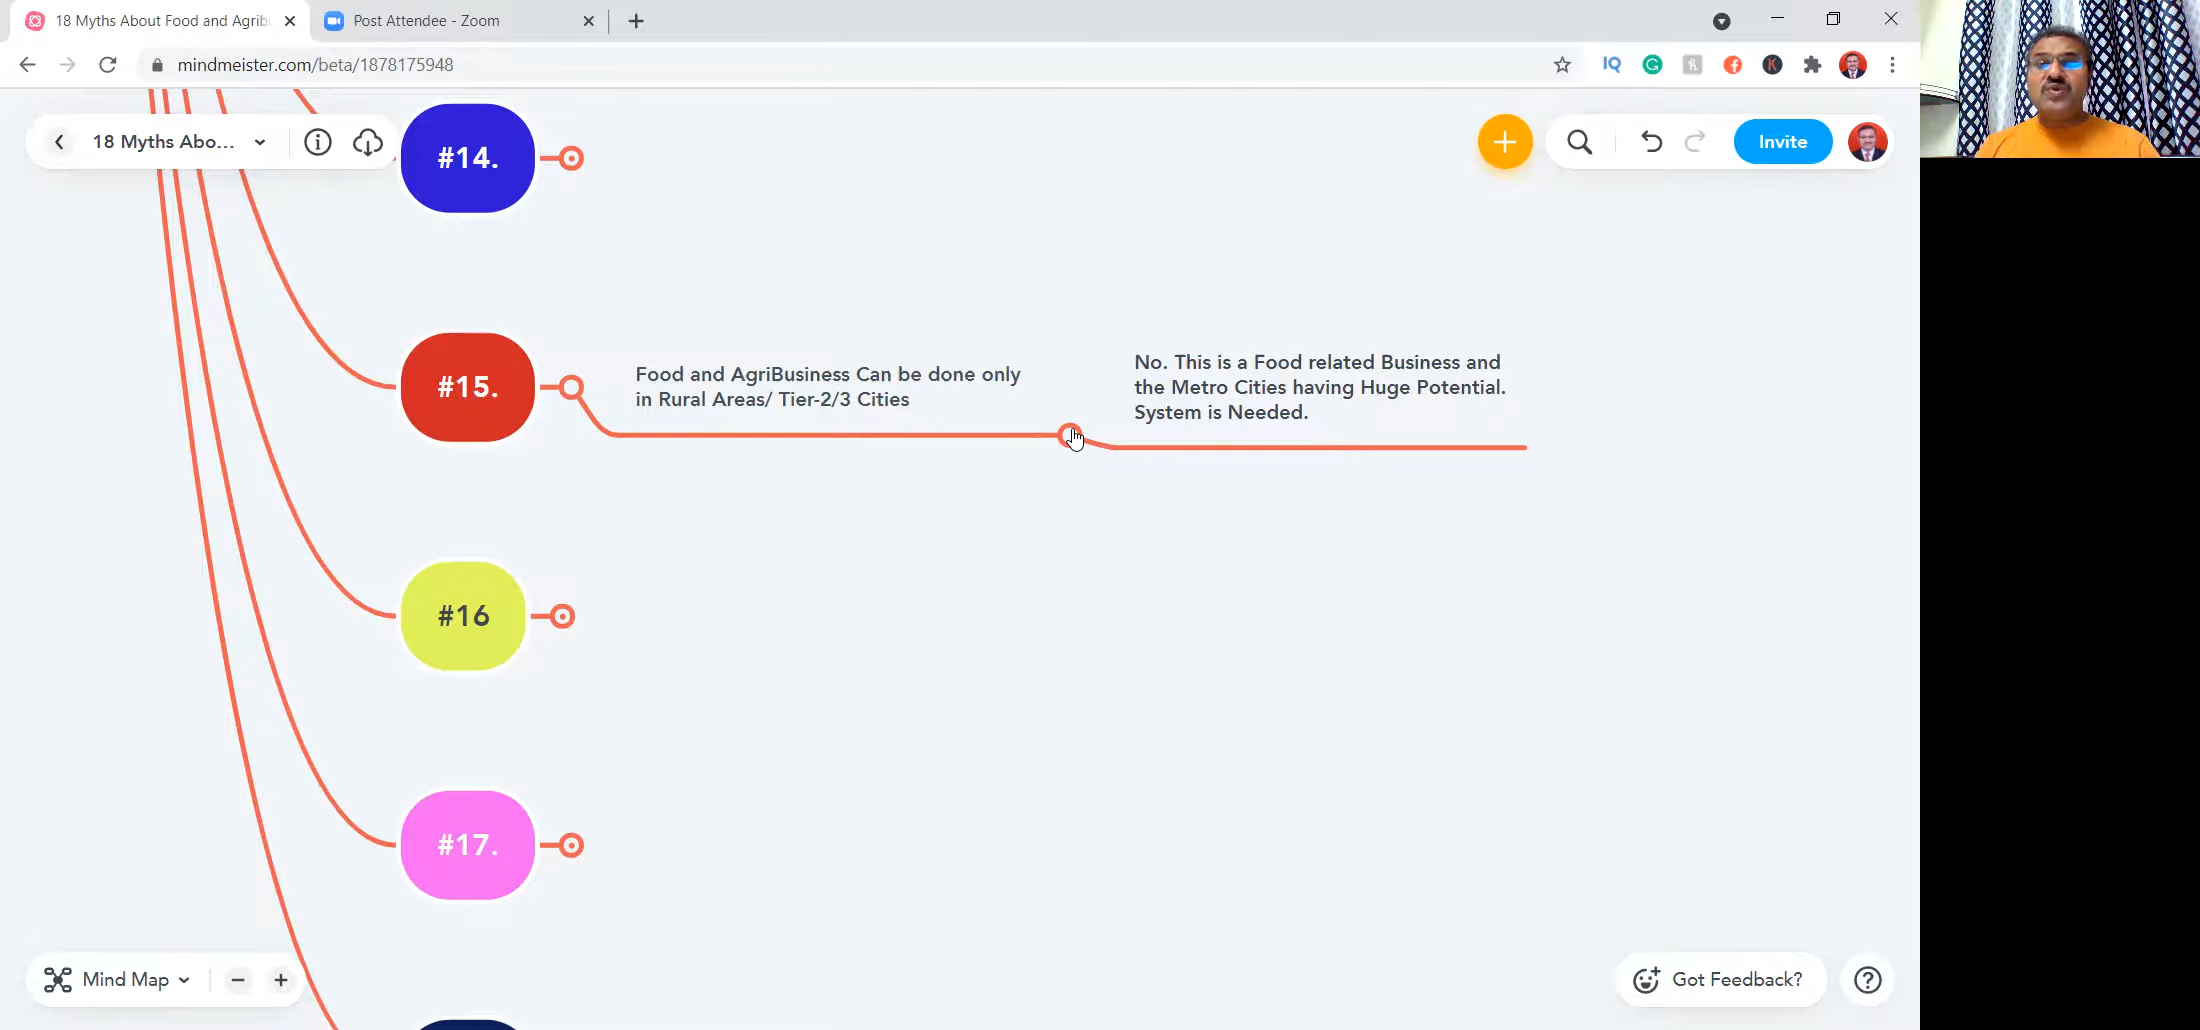 18 Myths About Food and Agrib
Post Attendee - Zoom
mindmeister.com/beta/1878175948
IQ
18 Myths Abo...
Invite
#14.
#15.
Food and AgriBusiness Can be done only
in Rural Areas/ Tier-2/3 Cities
No. This is a Food related Business and
the Metro Cities having Huge Potential.
System is Needed.
#16
#17.
Mind Map
Got Feedback?